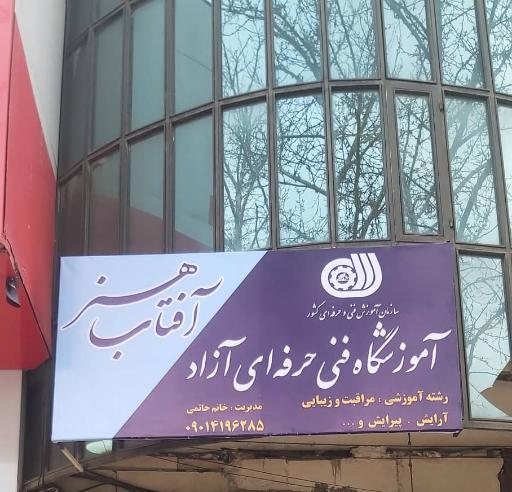 سازمان آموزش فنی و حرفه ای کشور
آموزشگاه فنی حرفه ای آزاد
آفتاب هنر
رشته آموزشی : مراقبت و زیبایی
آرایش . پیرایش و ...
مدیریت : خانم حاتمی
۰۹۰۱۴۱۹۶۲۸۵